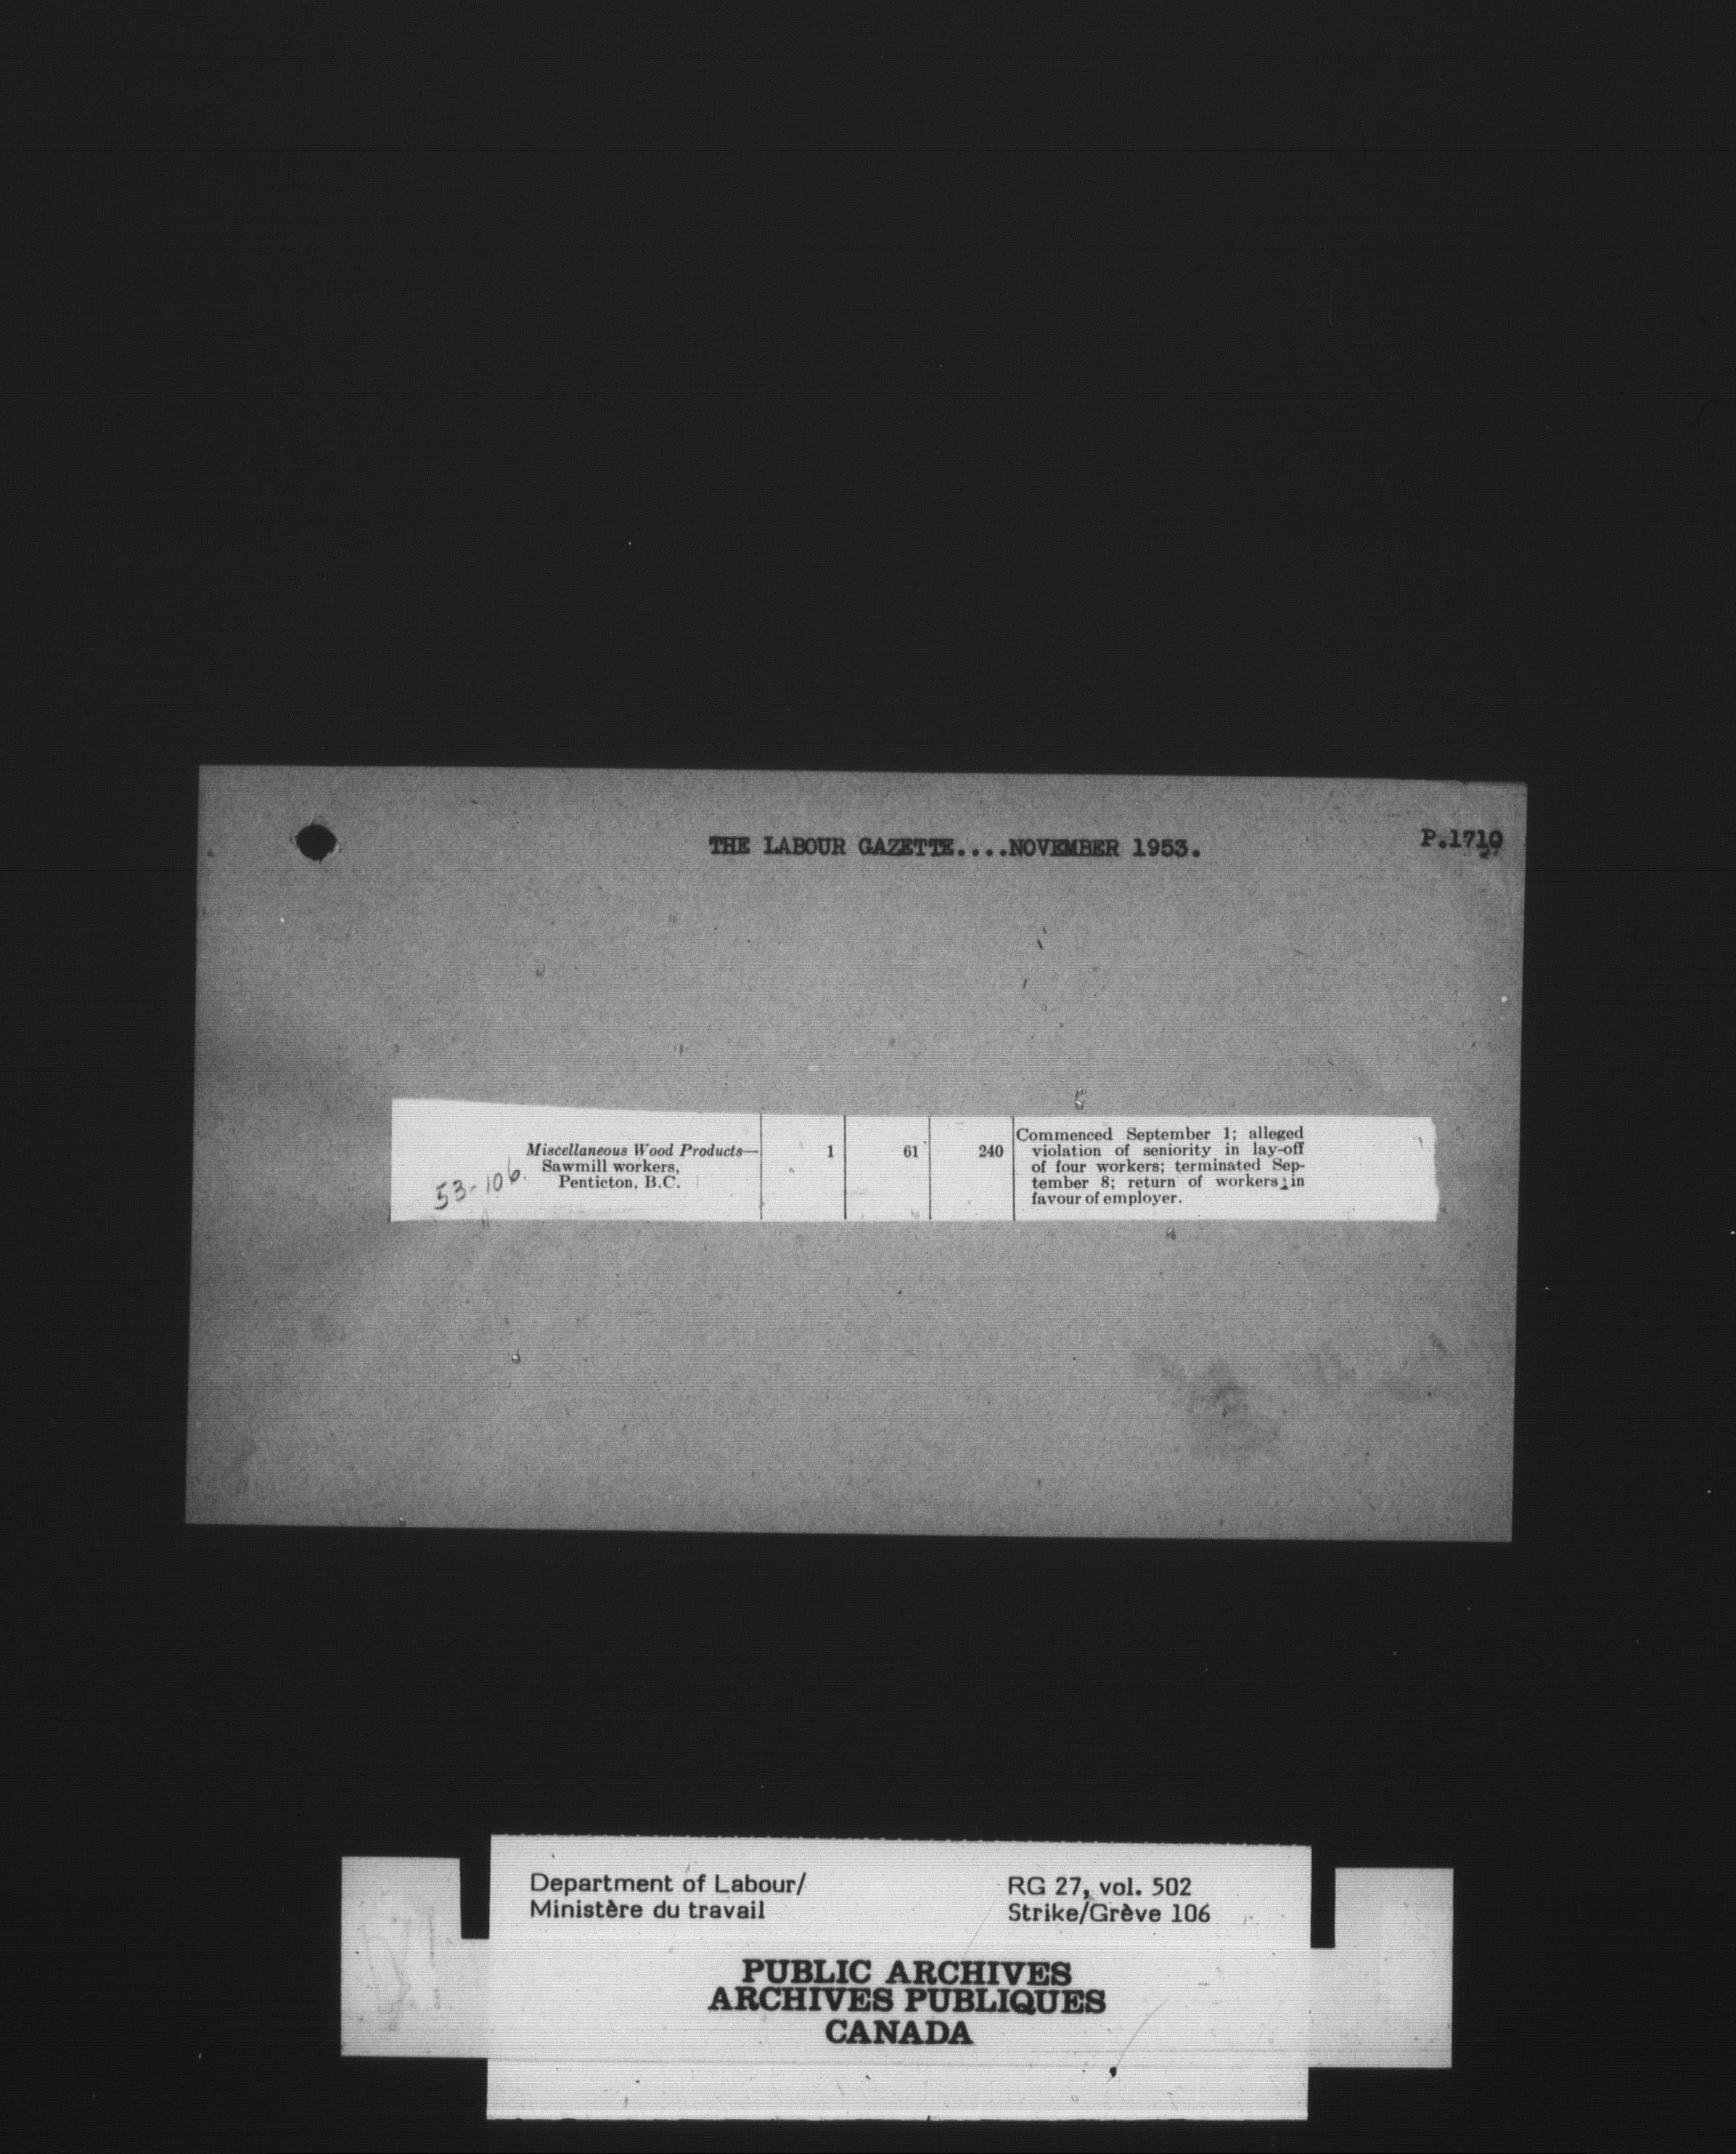 THE LABOUR GAZETTE....NOVEMBER 1953.
P.1710
Miscellaneous Wood Products—
Sawmill workers,
Penticton, B.C.
53-106.
1
61
240
Commenced September 1; alleged
violation of seniority in lay-off
of four workers; terminated Sep-
tember 8; return of workers in
favour of employer.
Department of Labour/
Ministère du travail
RG 27, vol. 502
Strike/Grève 106
PUBLIC ARCHIVES
ARCHIVES PUBLIQUES
CANADA